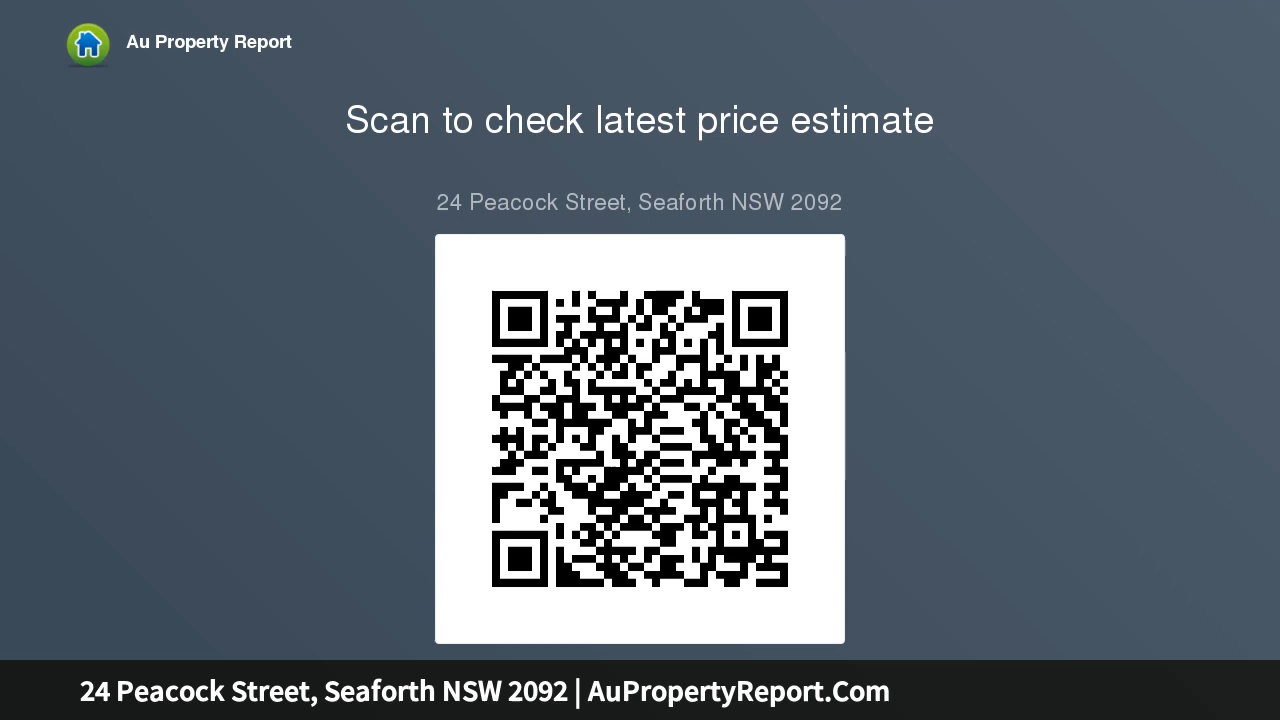 Au Property Report
Scan to check latest price estimate
24 Peacock Street, Seaforth NSW 2092
24 Peacock Street, Seaforth NSW 2092 | AuPropertyReport.Com